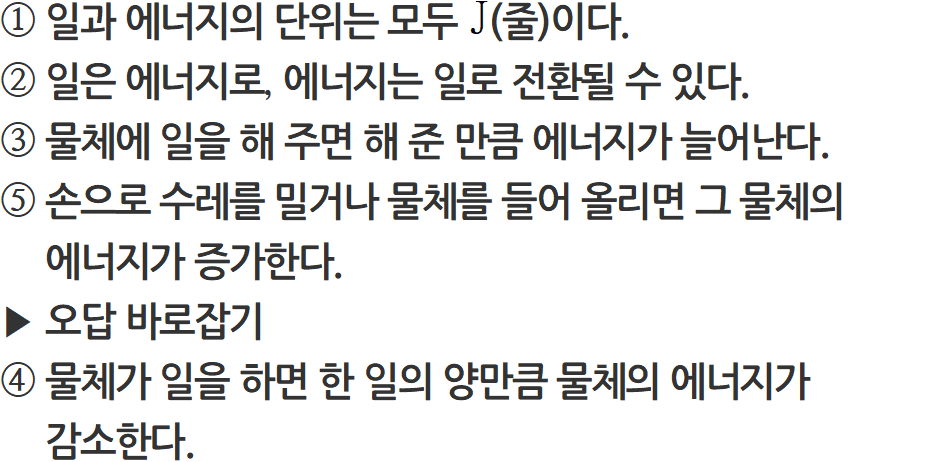 ① 일과 에너지의 단위는 모두 J(줄)이다.
② 일은 에너지로, 에너지는 일로 전환될 수 있다.
③ 물체에 일을 해 주면 해 준 만큼 에너지가 늘어난다.
⑤ 손으로 수레를 밀거나 물체를 들어 올리면 그 물체의
에너지가 증가한다.
▶ 오답 바로잡기
④ 물체가 일을 하면 한 일의 양만큼 물체의 에너지가
감소한다.